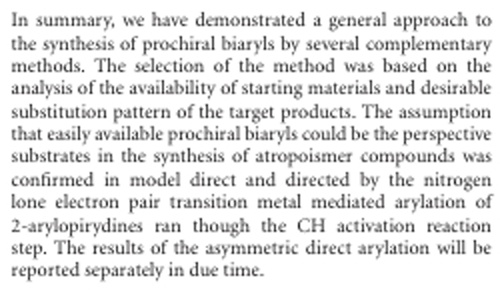 In summary, we have demonstrated a general approach to
the synthesis of prochiral biaryls by several complementary
methods. The selection of the method was based on the
analysis of the availability of starting materials and desirable
substitution pattern of the target products. The assumption
that easily available prochiral biaryls could be the perspective
substrates in the synthesis of atropoismer compounds was
confirmed in model direct and directed by the nitrogen
lone electron pair transition metal mediated arylation of
2-arylopirydines ran though the CH activation reaction
step. The results of the asymmetric direct arylation will be
reported separately in due time.